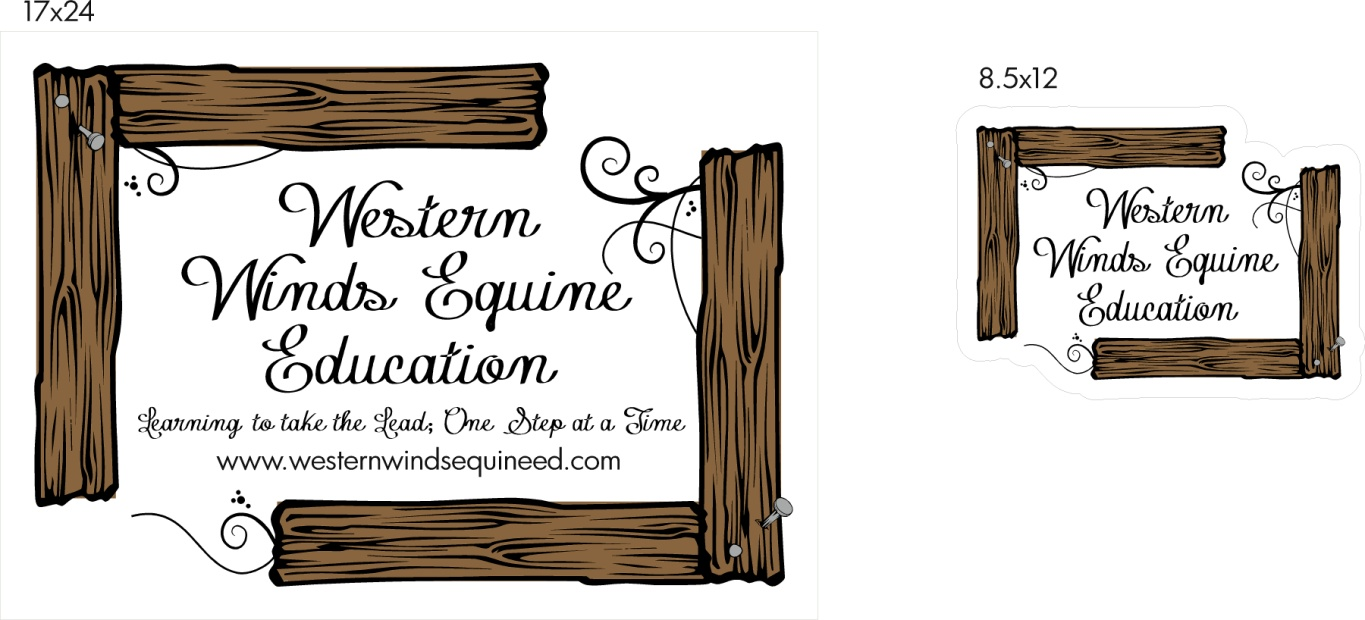 17x24
Western
Winds Equine
Education
Learning to take the Lead; One Step at a Time
www.westernwindsequineed.com
8.5x12
Western
Winds Equine
Education